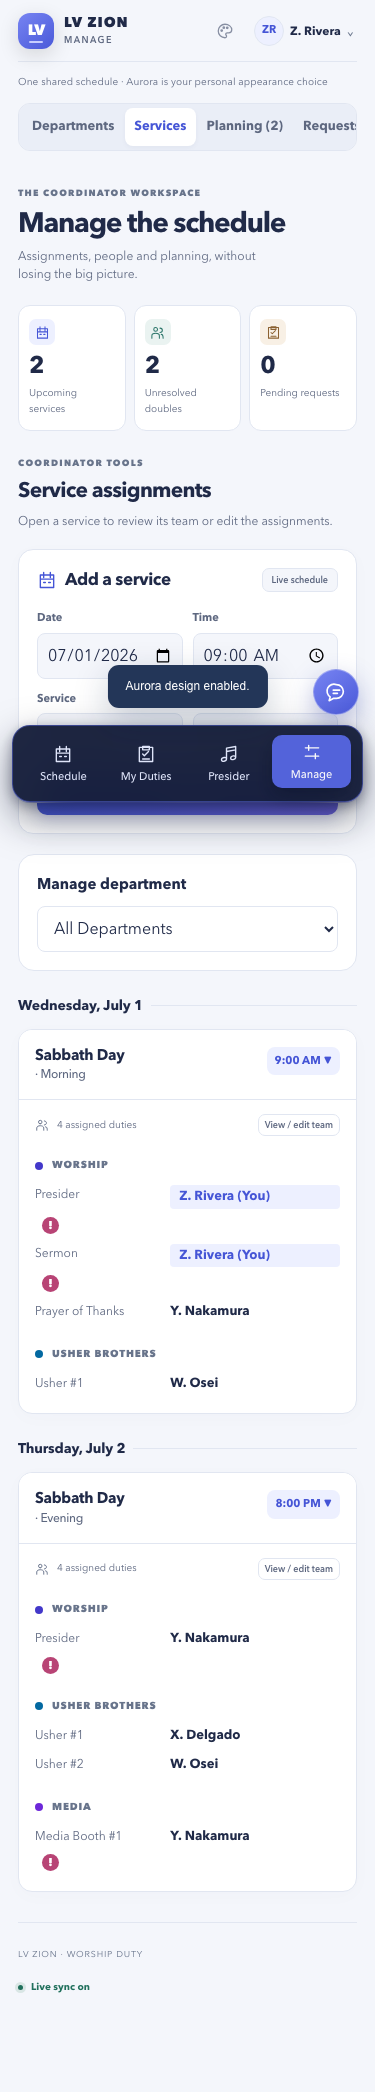 LV
LV ZION
MANAGE
ZR
Z. Rivera
One shared schedule · Aurora is your personal appearance choice
Departments
Services
Planning (2)
Requests
THE COORDINATOR WORKSPACE
Manage the schedule
Assignments, people and planning, without
losing the big picture.
2
Upcoming
services
2
Unresolved
doubles
0
Pending requests
COORDINATOR TOOLS
Service assignments
Open a service to review its team or edit the assignments.
Add a service
Live schedule
Date
Time
07/01/2026
09:00 AM
Service
Aurora design enabled.
Schedule
My Duties
Presider
Manage
Manage department
All Departments
Wednesday, July 1
Sabbath Day
· Morning
9:00 AM ▼
4 assigned duties
View / edit team
WORSHIP
Presider
Z. Rivera (You)
!
Sermon
Z. Rivera (You)
!
Prayer of Thanks
Y. Nakamura
USHER BROTHERS
Usher #1
W. Osei
Thursday, July 2
Sabbath Day
· Evening
8:00 PM ▼
4 assigned duties
View / edit team
WORSHIP
Presider
Y. Nakamura
!
USHER BROTHERS
Usher #1
X. Delgado
Usher #2
W. Osei
MEDIA
Media Booth #1
Y. Nakamura
!
LV ZION · WORSHIP DUTY
Live sync on